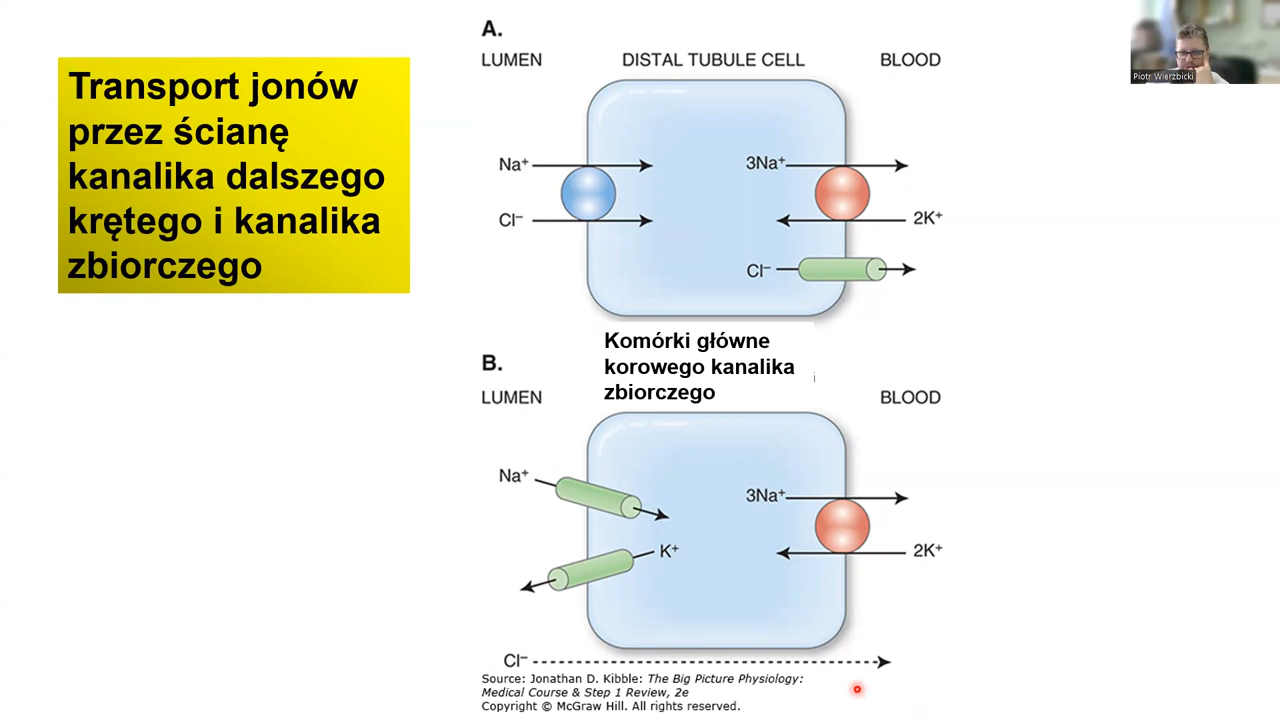 Transport jonów
przez ścianę
kanalika dalszego
krętego i kanalika
zbiorczego
A.
LUMEN DISTAL TUBULE CELL BLOOD
Na⁺ 3Na⁺
Cl⁻ 2K⁺
Cl⁻
Komórki główne
korowego kanalika
zbiorczego
B.
LUMEN BLOOD
Na⁺ 3Na⁺
K⁺ 2K⁺
Cl⁻
Source: Jonathan D. Kibble: The Big Picture Physiology:
Medical Course & Step 1 Review, 2e
Copyright © McGraw Hill. All rights reserved.
Piotr Wierzbicki